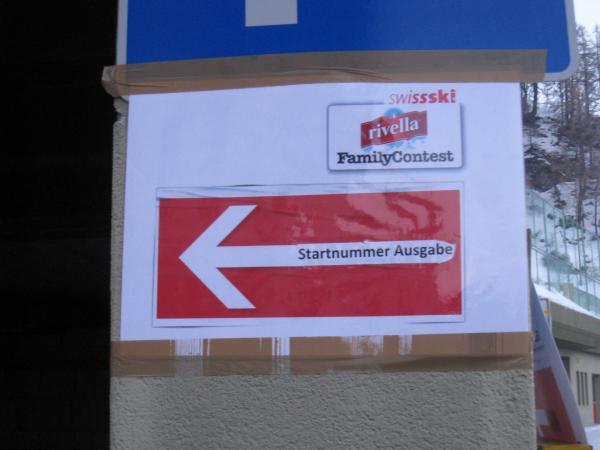 swissski
rivella
FamilyContest
Startnummer Ausgabe